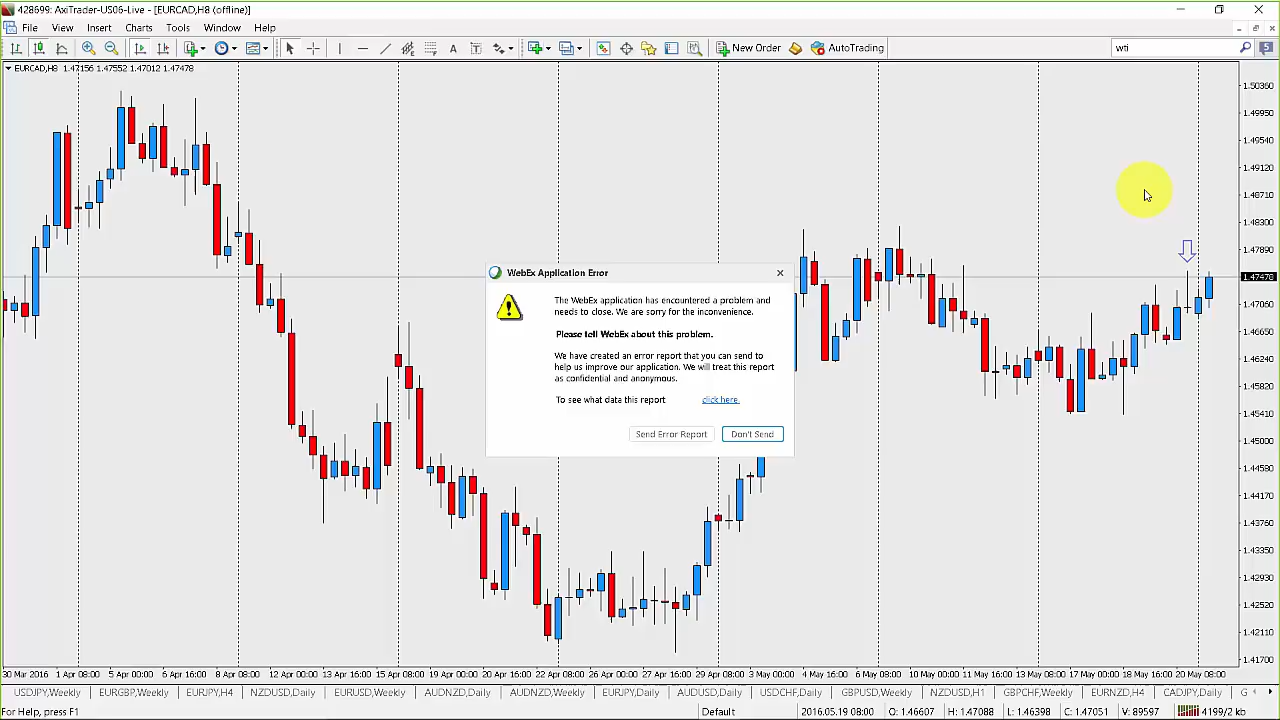 428699: AxiTrader-US06-Live - [EURCAD,H8 (offline)]
File View Insert Charts Tools Window Help
A T New Order AutoTrading wti 5
EURCAD,H8 1.47156 1.47552 1.47012 1.47478
1.50360
1.49950
1.49540
1.49120
1.48710
1.48300
1.47890
1.47478
1.47060
1.46650
1.46240
1.45820
1.45410
1.45000
1.44580
1.44170
1.43760
1.43350
1.42930
1.42520
1.42110
1.41700
WebEx Application Error
The WebEx application has encountered a problem and
needs to close. We are sorry for the inconvenience.
Please tell WebEx about this problem.
We have created an error report that you can send to
help us improve our application. We will treat this report
as confidential and anonymous.
To see what data this report click here.
Send Error Report Don't Send
30 Mar 2016 1 Apr 08:00 5 Apr 00:00 6 Apr 16:00 8 Apr 08:00 12 Apr 00:00 13 Apr 16:00 15 Apr 08:00 19 Apr 00:00 20 Apr 16:00 22 Apr 08:00 26 Apr 00:00 27 Apr 16:00 29 Apr 08:00 3 May 00:00 4 May 16:00 6 May 08:00 10 May 00:00 11 May 16:00 13 May 08:00 17 May 00:00 18 May 16:00 20 May 08:00
USDJPY,Weekly EURGBP,Weekly EURJPY,H4 NZDUSD,Daily EURUSD,Weekly AUDNZD,Daily AUDNZD,Weekly EURJPY,Daily AUDUSD,Daily USDCHF,Daily GBPUSD,Weekly NZDUSD,H1 GBPCHF,Weekly EURNZD,H4 CADJPY,Daily G
For Help, press F1 Default 2016.05.19 08:00 O: 1.46607 H: 1.47088 L: 1.46398 C: 1.47051 V: 89597 4199/2 kb